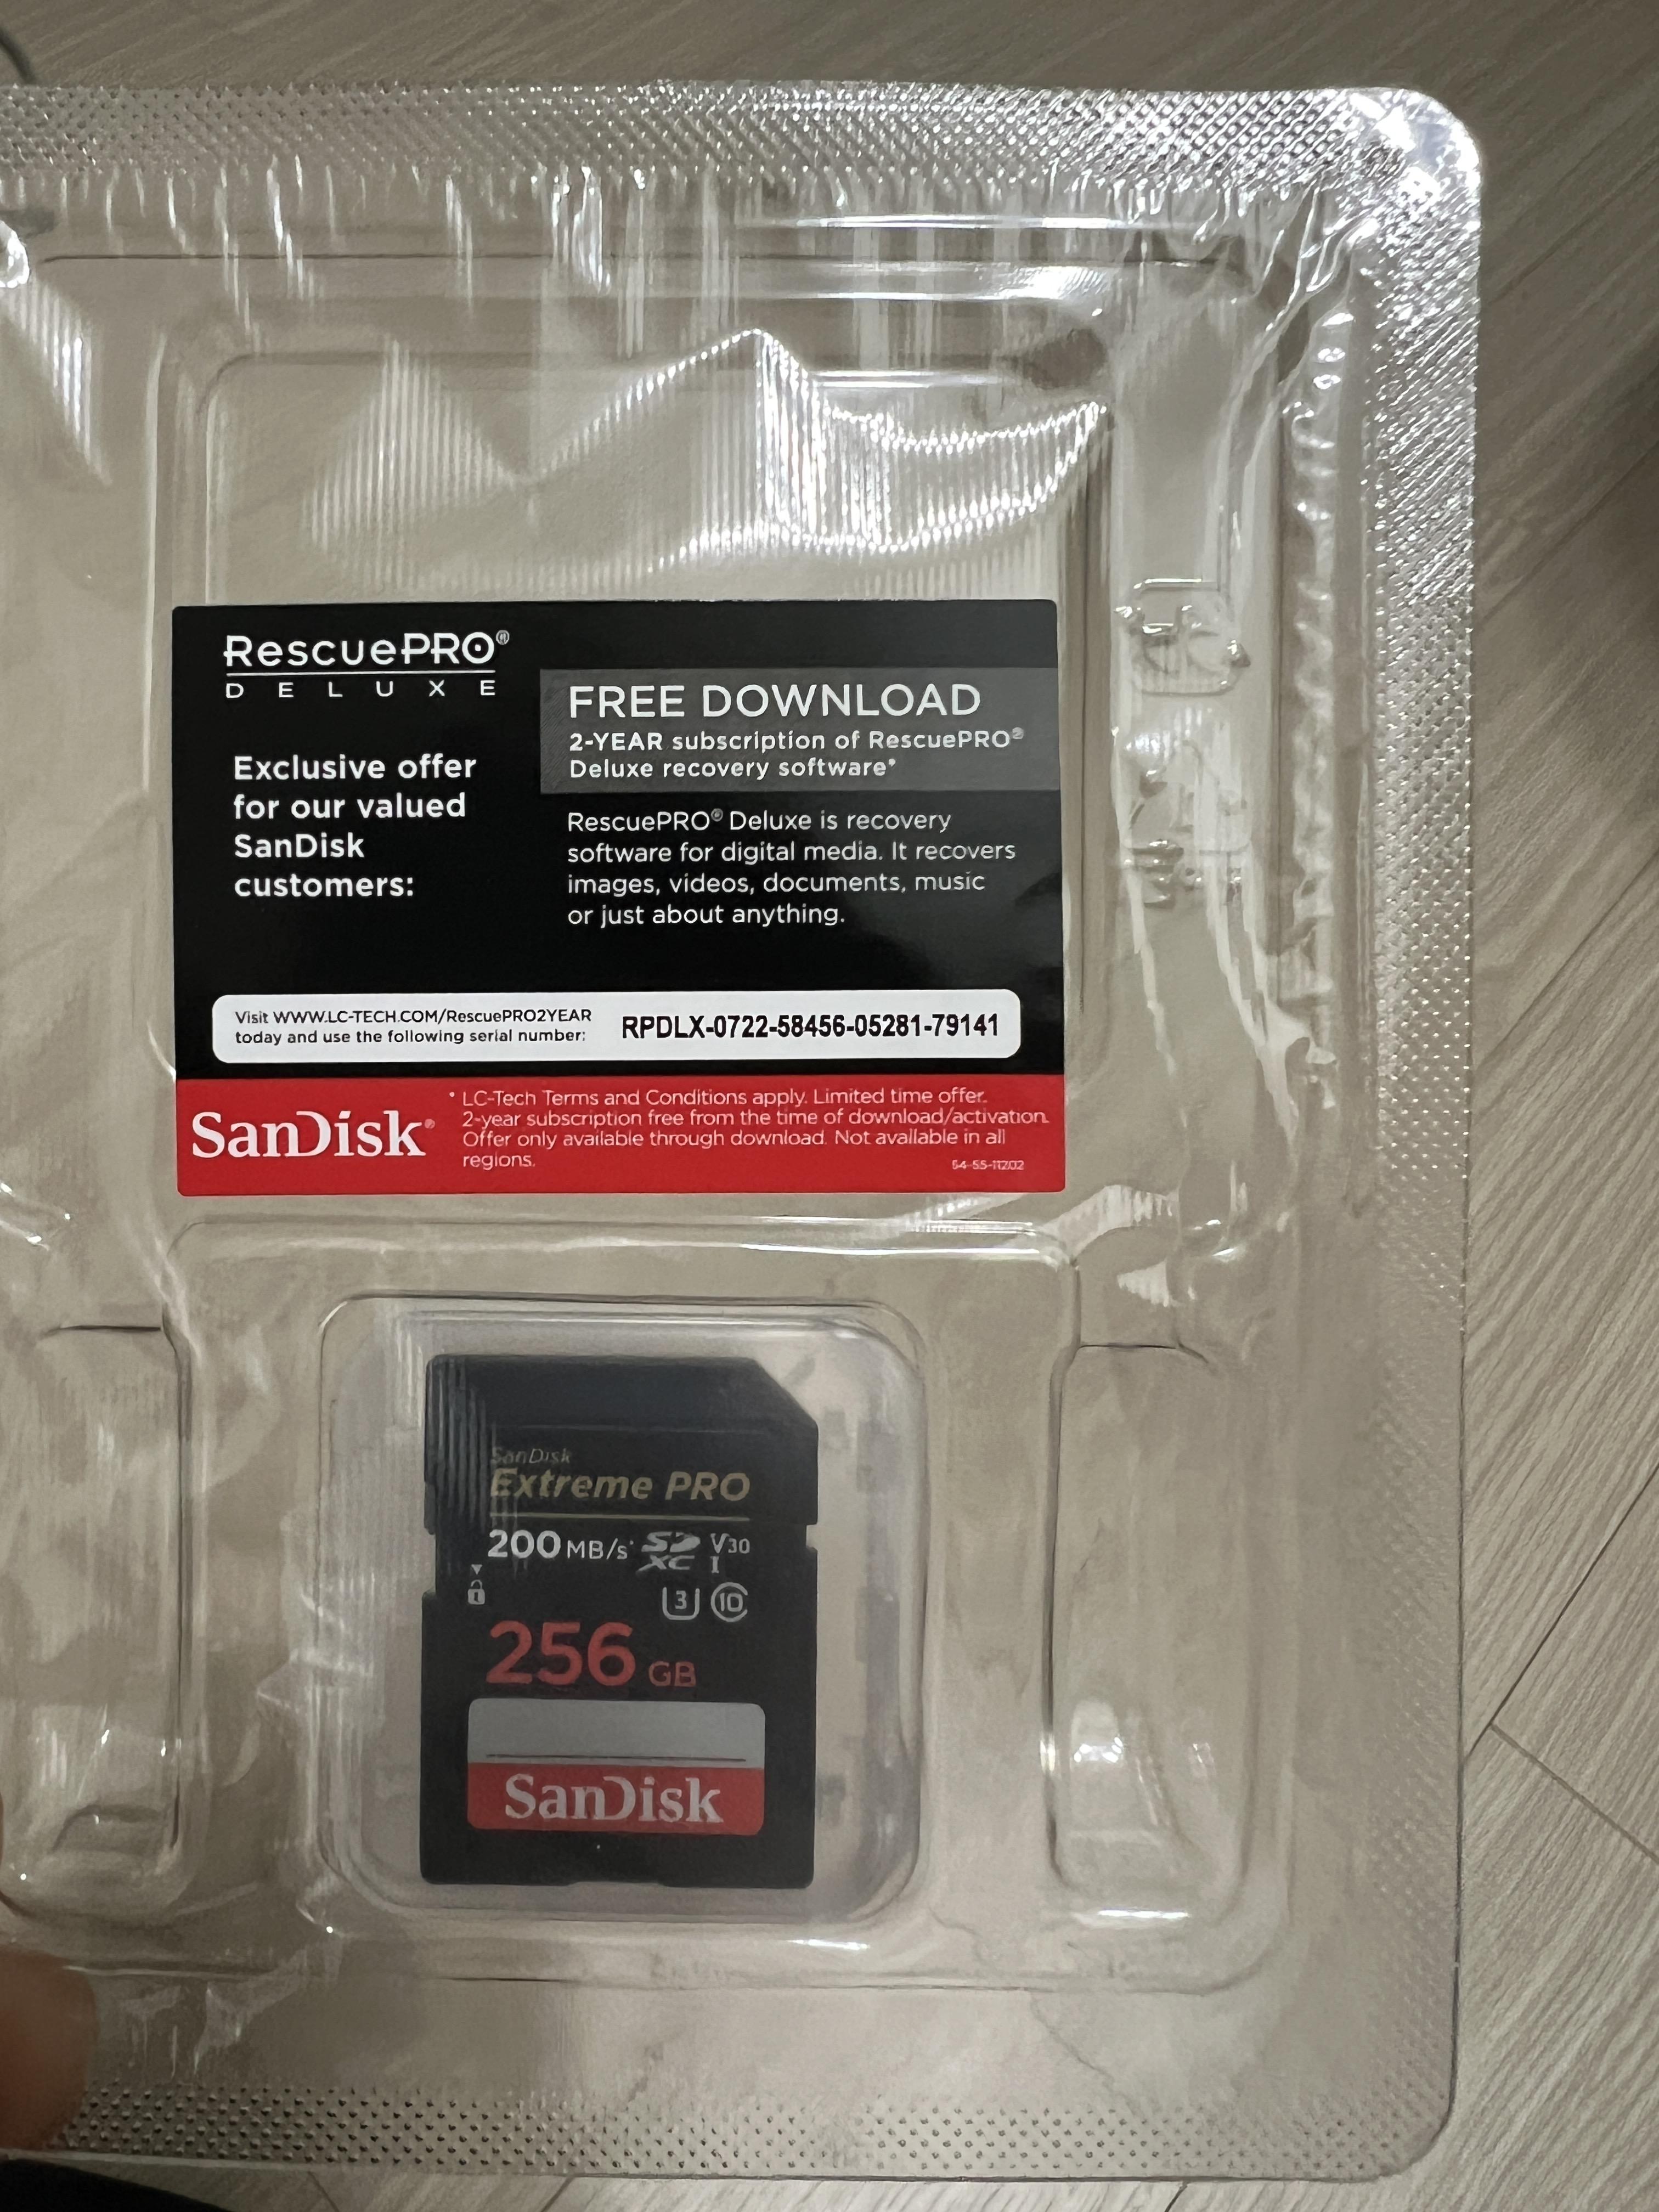 RescuePRO®
DELUXE
Exclusive offer
for our valued
SanDisk
customers:
FREE DOWNLOAD
2-YEAR subscription of RescuePRO®
Deluxe recovery software*
RescuePRO® Deluxe is recovery
software for digital media. It recovers
images, videos, documents, music
or just about anything.
Visit WWW.LC-TECH.COM/RescuePRO2YEAR
today and use the following serial number:
RPDLX-0722-58456-05281-79141
SanDisk®
* LC-Tech Terms and Conditions apply. Limited time offer.
2-year subscription free from the time of download/activation.
Offer only available through download. Not available in all
regions.
54-55-11202
SanDisk
Extreme PRO
200 MB/s* SDXC V30
I
3 10
256 GB
SanDisk